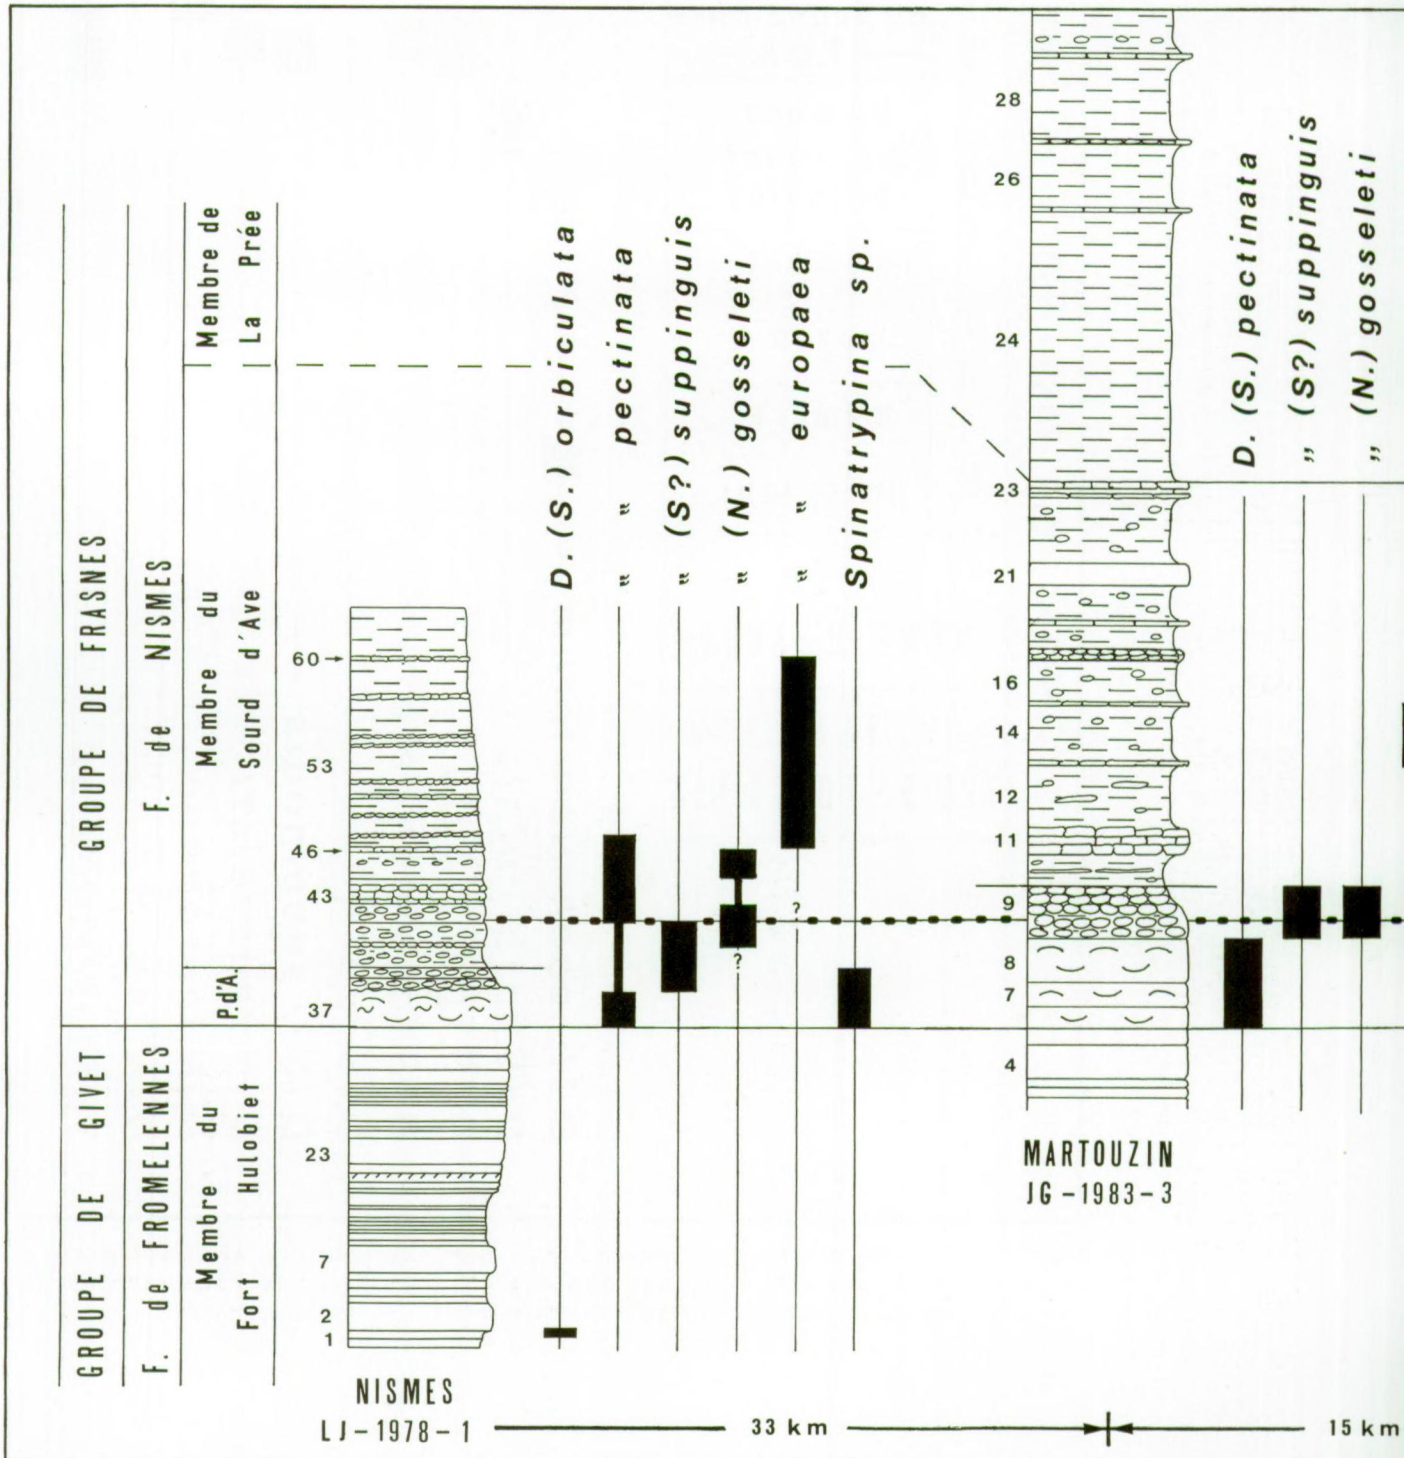 GROUPE DE FRASNES
GROUPE DE GIVET
F. de NISMES
F. de FROMELENNES
Membre de
La Prée
Membre du
Sourd d'Ave
P.d'A.
Membre du
Fort Hulobiet
60
53
46
43
37
23
7
2
1
NISMES
LJ-1978-1
D. (S.) orbiculata
" " pectinata
" (S?) suppinguis
" (N.) gosseleti
" " europaea
Spinatrypina sp.
?
?
28
26
24
23
21
16
14
12
11
9
8
7
4
MARTOUZIN
JG-1983-3
D. (S.) pectinata
" (S?) suppinguis
" (N.) gosseleti
33 km
15 km